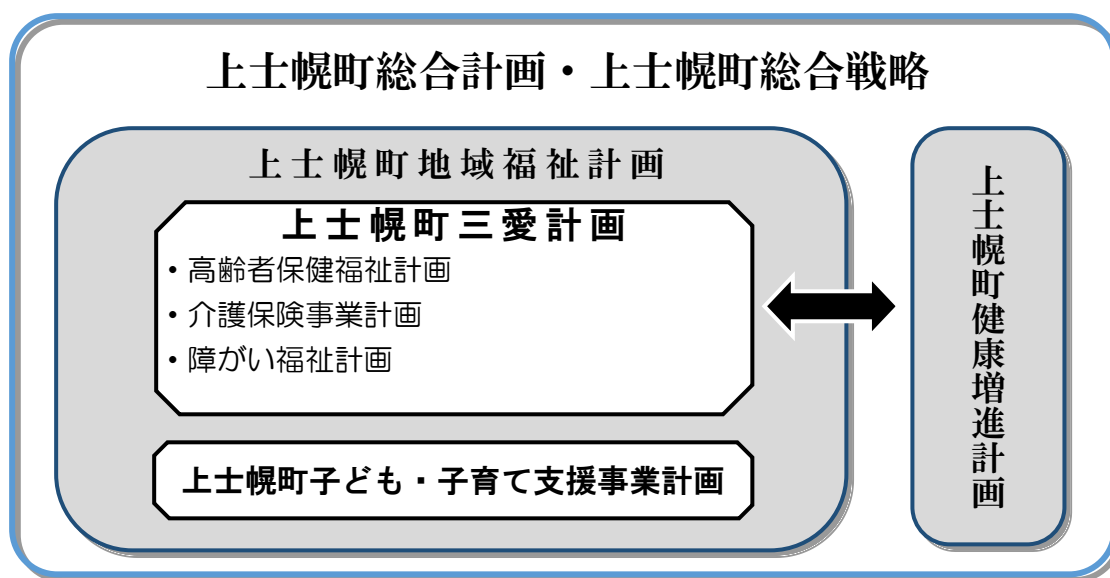 上士幌町総合計画・上士幌町総合戦略
上士幌町地域福祉計画
上士幌町三愛計画
・高齢者保健福祉計画
・介護保険事業計画
・障がい福祉計画
上士幌町子ども・子育て支援事業計画
上士幌町健康増進計画